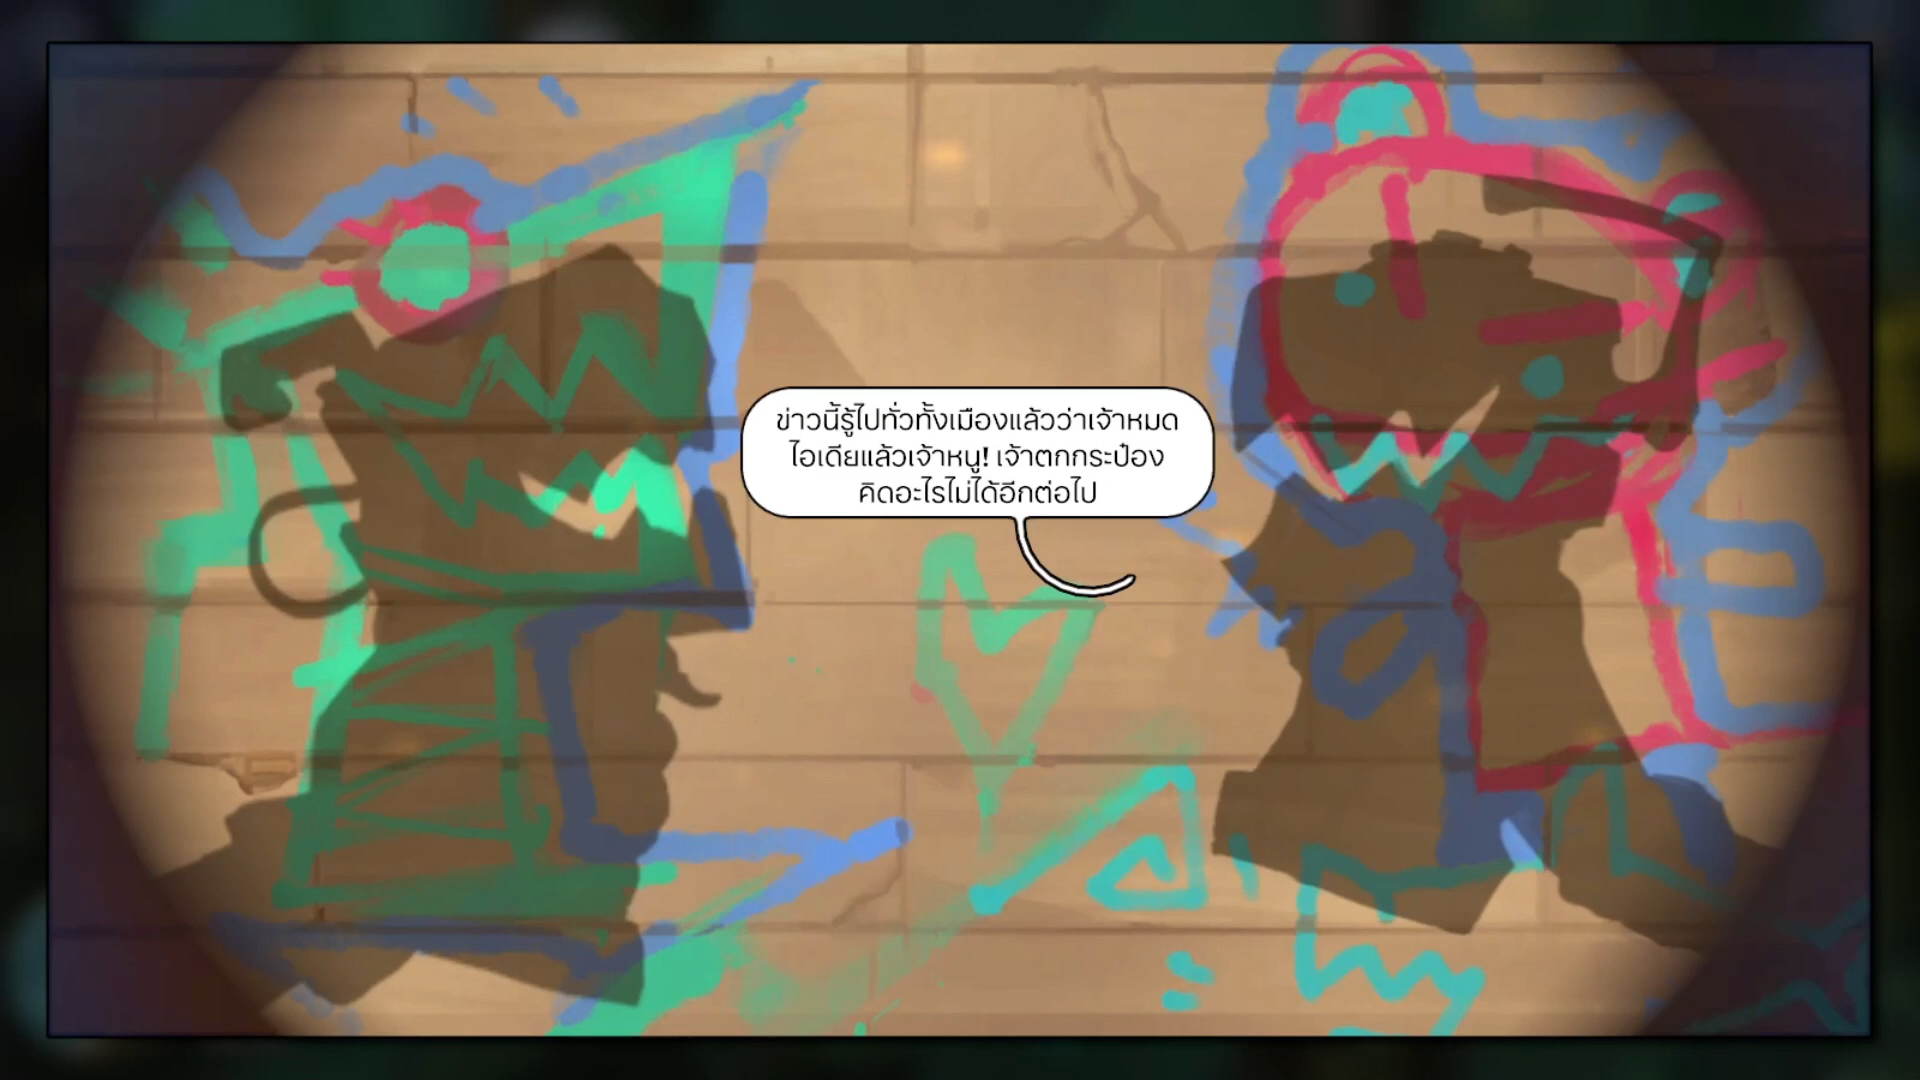 ข่าวนี้รู้ไปทั่วทั้งเมืองแล้วว่าเจ้าหมด
ไอเดียแล้วเจ้าหนู! เจ้าตกกระป๋อง
คิดอะไรไม่ได้อีกต่อไป